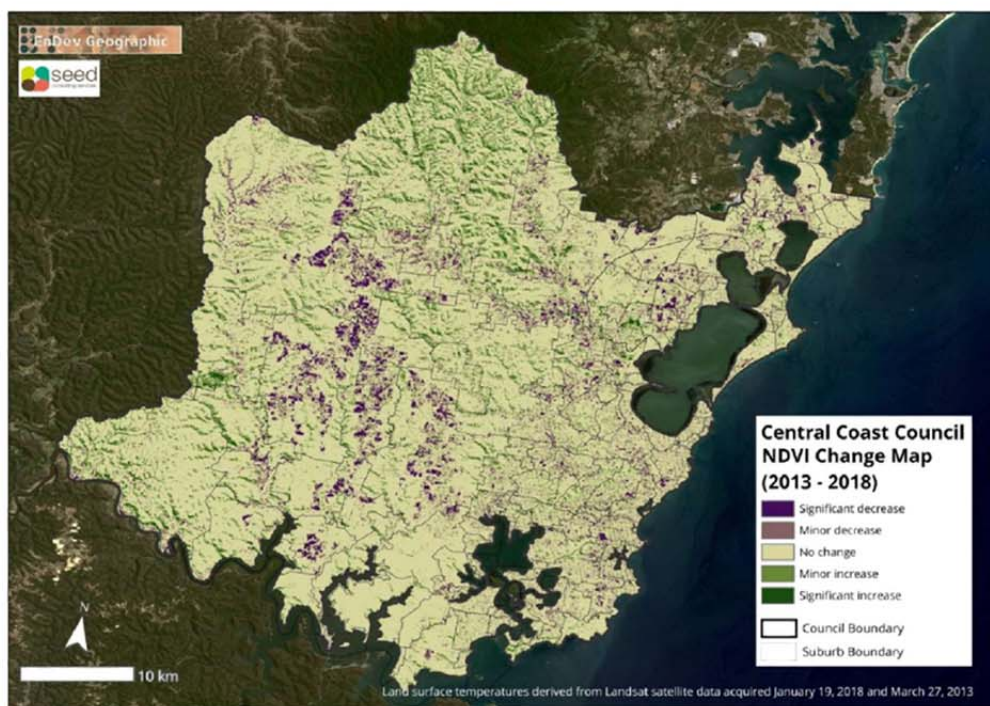 EnDev Geographic
seed
consulting services
Central Coast Council
NDVI Change Map
(2013 - 2018)
Significant decrease
Minor decrease
No change
Minor increase
Significant increase
Council Boundary
Suburb Boundary
N
10 km
Land surface temperatures derived from Landsat satellite data acquired January 19, 2018 and March 27, 2013